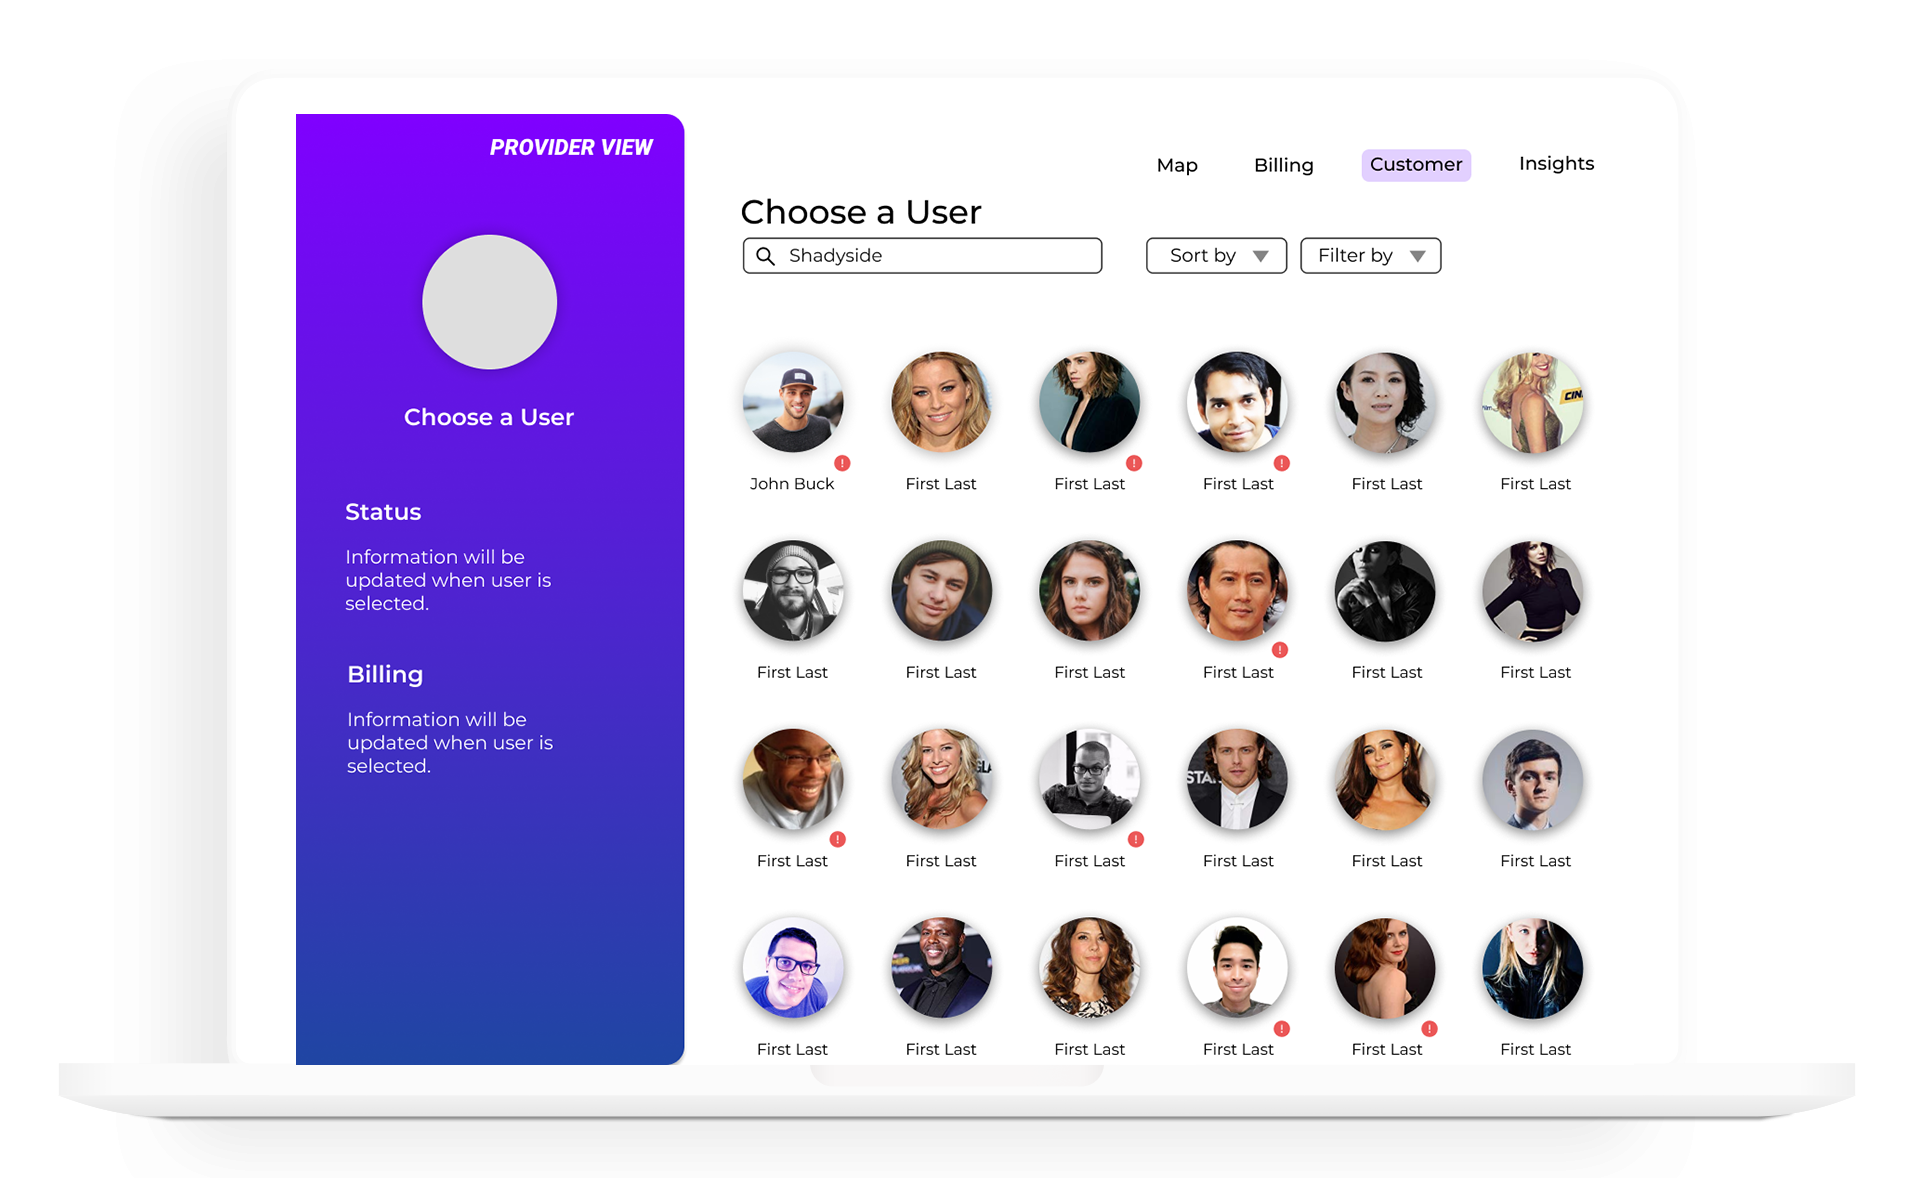 PROVIDER VIEW
Map Billing Customer Insights
Choose a User
Shadyside Sort by Filter by
Choose a User
Status
Information will be
updated when user is
selected.
Billing
Information will be
updated when user is
selected.
CIN
! ! !
John Buck First Last First Last First Last First Last First Last
!
First Last First Last First Last First Last First Last First Last
STA
! !
First Last First Last First Last First Last First Last First Last
! !
First Last First Last First Last First Last First Last First Last